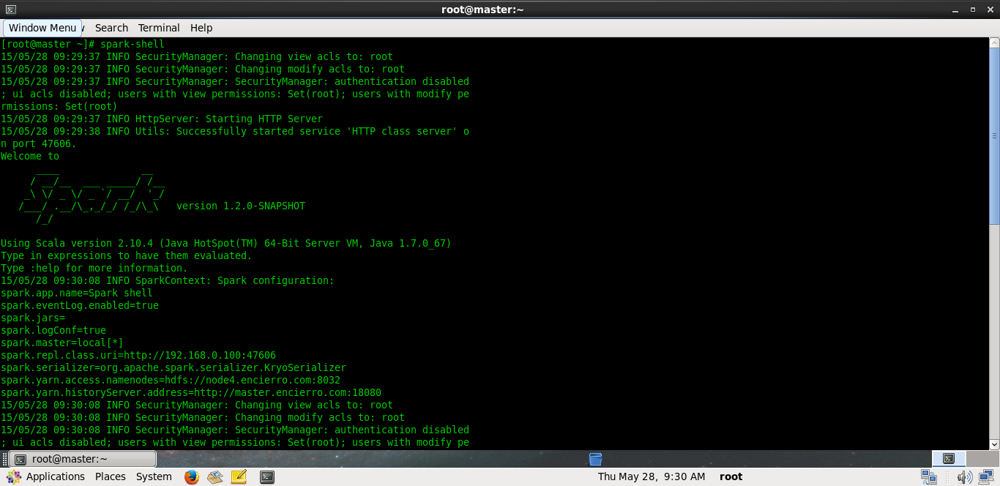 root@master:~
Window Menu Search Terminal Help
[root@master ~]# spark-shell
15/05/28 09:29:37 INFO SecurityManager: Changing view acls to: root
15/05/28 09:29:37 INFO SecurityManager: Changing modify acls to: root
15/05/28 09:29:37 INFO SecurityManager: SecurityManager: authentication disabled
; ui acls disabled; users with view permissions: Set(root); users with modify pe
rmissions: Set(root)
15/05/28 09:29:37 INFO HttpServer: Starting HTTP Server
15/05/28 09:29:38 INFO Utils: Successfully started service 'HTTP class server' o
n port 47606.
Welcome to
      ____              __
     / __/__  ___ _____/ /__
    _\ \/ _ \/ _ `/ __/  '_/
   /___/ .__/\_,_/_/ /_/\_\   version 1.2.0-SNAPSHOT
      /_/
Using Scala version 2.10.4 (Java HotSpot(TM) 64-Bit Server VM, Java 1.7.0_67)
Type in expressions to have them evaluated.
Type :help for more information.
15/05/28 09:30:08 INFO SparkContext: Spark configuration:
spark.app.name=Spark shell
spark.eventLog.enabled=true
spark.jars=
spark.logConf=true
spark.master=local[*]
spark.repl.class.uri=http://192.168.0.100:47606
spark.serializer=org.apache.spark.serializer.KryoSerializer
spark.yarn.access.namenodes=hdfs://node4.encierro.com:8032
spark.yarn.historyServer.address=http://master.encierro.com:18080
15/05/28 09:30:08 INFO SecurityManager: Changing view acls to: root
15/05/28 09:30:08 INFO SecurityManager: Changing modify acls to: root
15/05/28 09:30:08 INFO SecurityManager: SecurityManager: authentication disabled
; ui acls disabled; users with view permissions: Set(root); users with modify pe
root@master:~
Applications Places System Thu May 28, 9:30 AM root